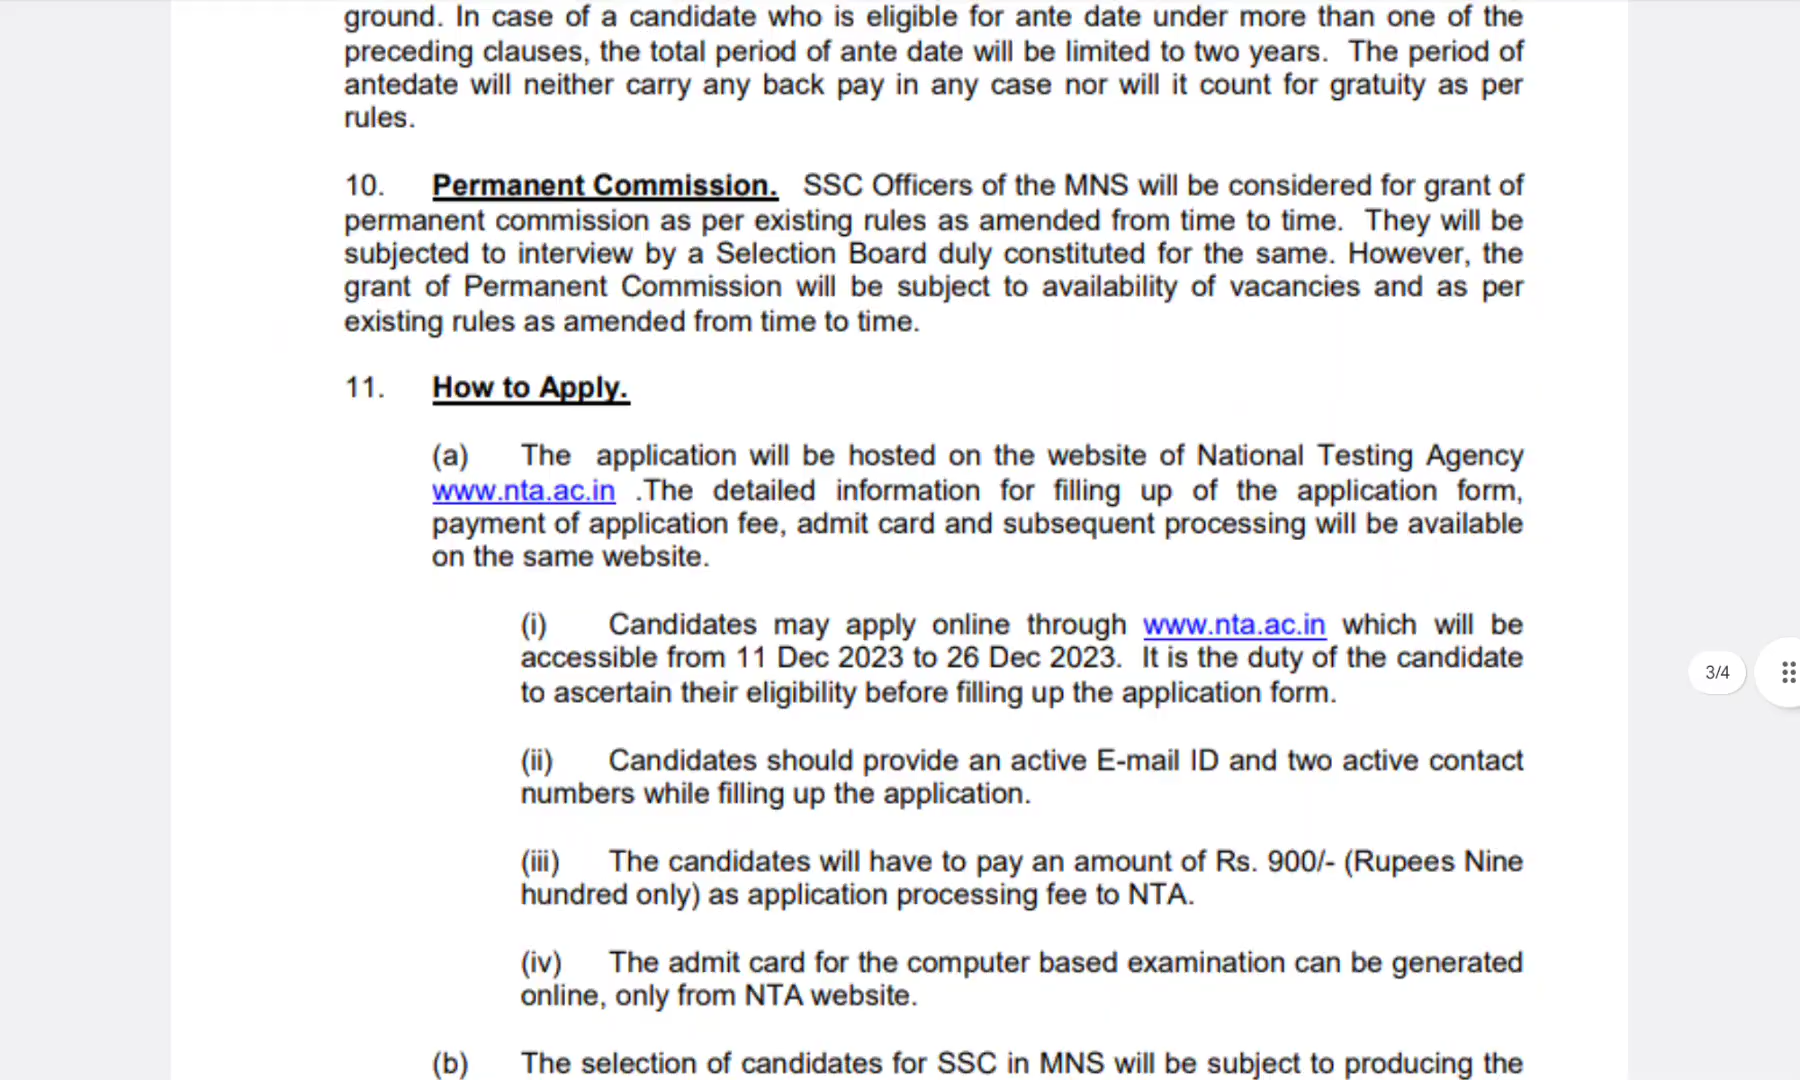 ground. In case of a candidate who is eligible for ante date under more than one of the
preceding clauses, the total period of ante date will be limited to two years. The period of
antedate will neither carry any back pay in any case nor will it count for gratuity as per
rules.
10. Permanent Commission. SSC Officers of the MNS will be considered for grant of
permanent commission as per existing rules as amended from time to time. They will be
subjected to interview by a Selection Board duly constituted for the same. However, the
grant of Permanent Commission will be subject to availability of vacancies and as per
existing rules as amended from time to time.
11. How to Apply.
(a) The application will be hosted on the website of National Testing Agency
www.nta.ac.in .The detailed information for filling up of the application form,
payment of application fee, admit card and subsequent processing will be available
on the same website.
(i) Candidates may apply online through www.nta.ac.in which will be
accessible from 11 Dec 2023 to 26 Dec 2023. It is the duty of the candidate
to ascertain their eligibility before filling up the application form.
(ii) Candidates should provide an active E-mail ID and two active contact
numbers while filling up the application.
(iii) The candidates will have to pay an amount of Rs. 900/- (Rupees Nine
hundred only) as application processing fee to NTA.
(iv) The admit card for the computer based examination can be generated
online, only from NTA website.
(b) The selection of candidates for SSC in MNS will be subject to producing the
3/4